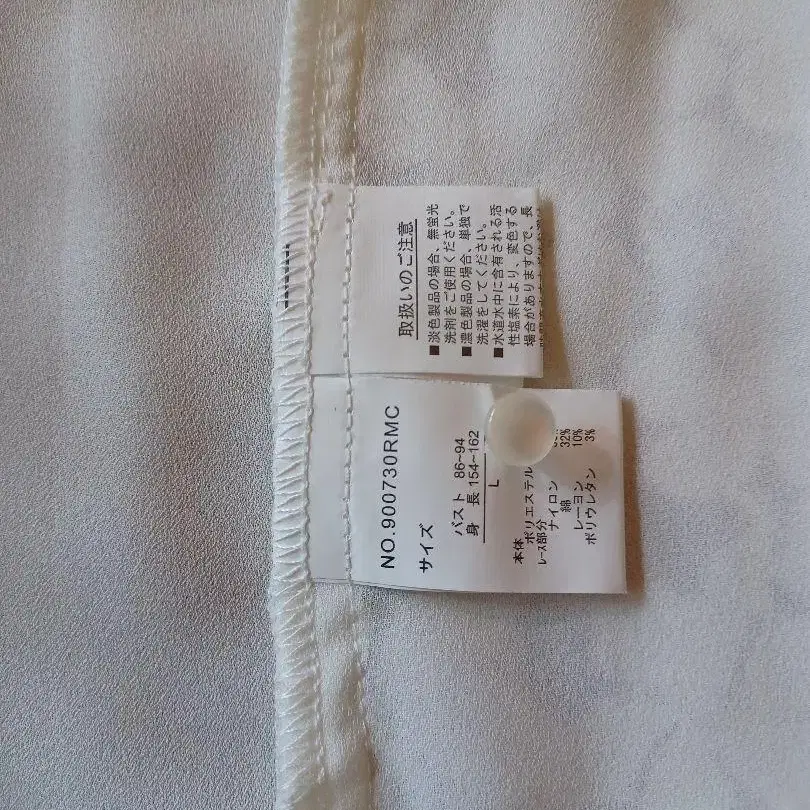 取扱いのご注意
■淡色製品の場合、無蛍光
洗剤をご使用ください。
■濃色製品の場合、単独で
洗濯をしてください。
■水道水中に含有される活
性塩素により、変色する
場合がありますので、長
NO.900730RMC
サイズ
バスト 86~94
身 長 154~162
L
本体 ポリエステル
レース部分 ナイロン
綿 32%
レーヨン 10%
ポリウレタン 3%